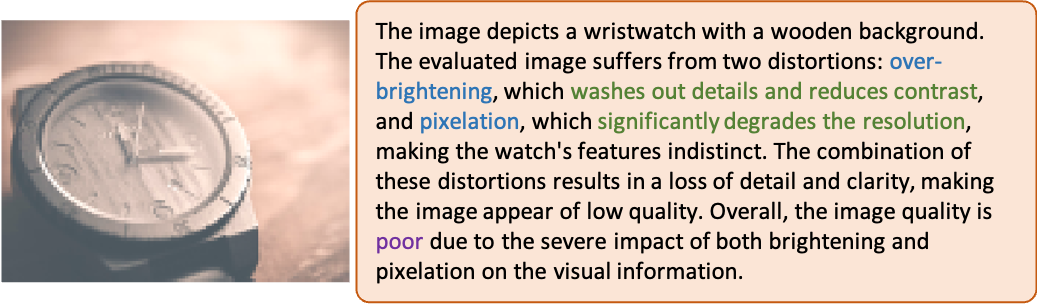 The image depicts a wristwatch with a wooden background.
The evaluated image suffers from two distortions: over-
brightening, which washes out details and reduces contrast,
and pixelation, which significantly degrades the resolution,
making the watch's features indistinct. The combination of
these distortions results in a loss of detail and clarity, making
the image appear of low quality. Overall, the image quality is
poor due to the severe impact of both brightening and
pixelation on the visual information.